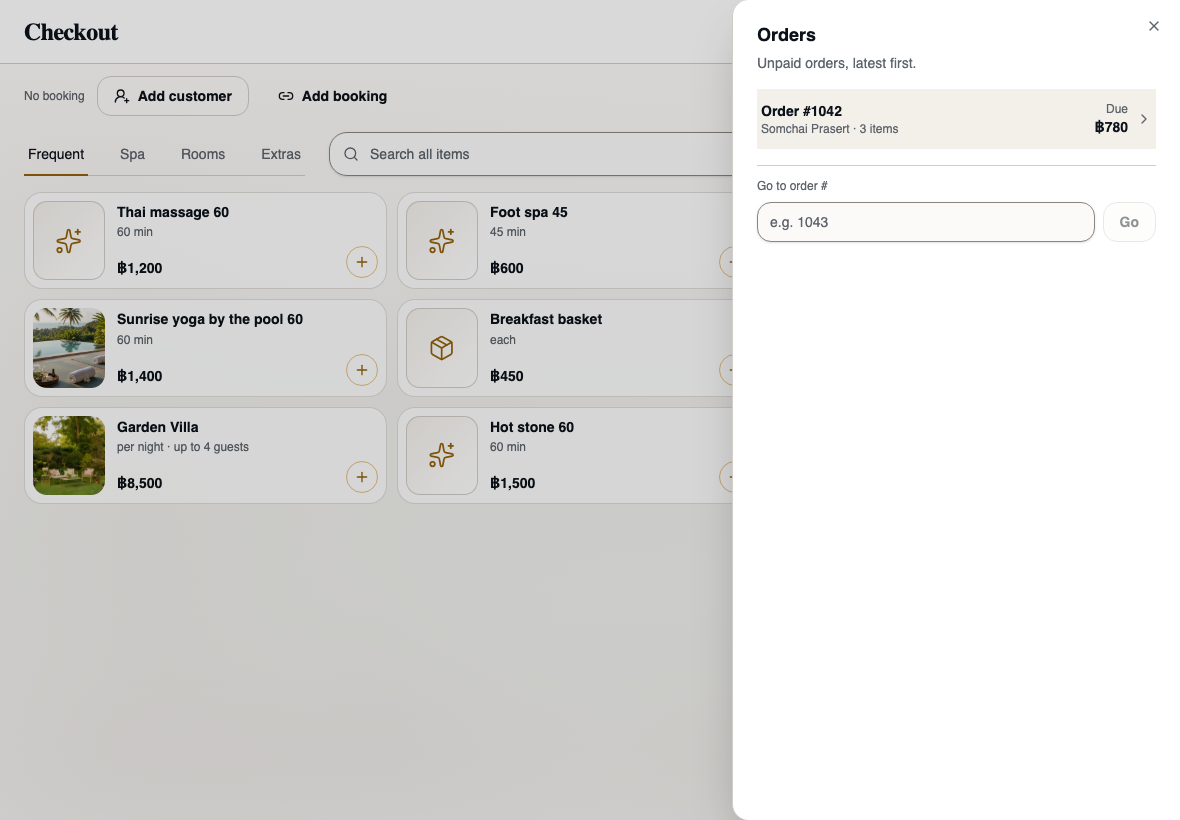 Checkout
No booking
Add customer
Add booking
Frequent
Spa
Rooms
Extras
Search all items
Thai massage 60
60 min
฿1,200
Foot spa 45
45 min
฿600
Sunrise yoga by the pool 60
60 min
฿1,400
Breakfast basket
each
฿450
Garden Villa
per night · up to 4 guests
฿8,500
Hot stone 60
60 min
฿1,500
Orders
Unpaid orders, latest first.
Order #1042
Somchai Prasert · 3 items
Due
฿780
Go to order #
e.g. 1043
Go